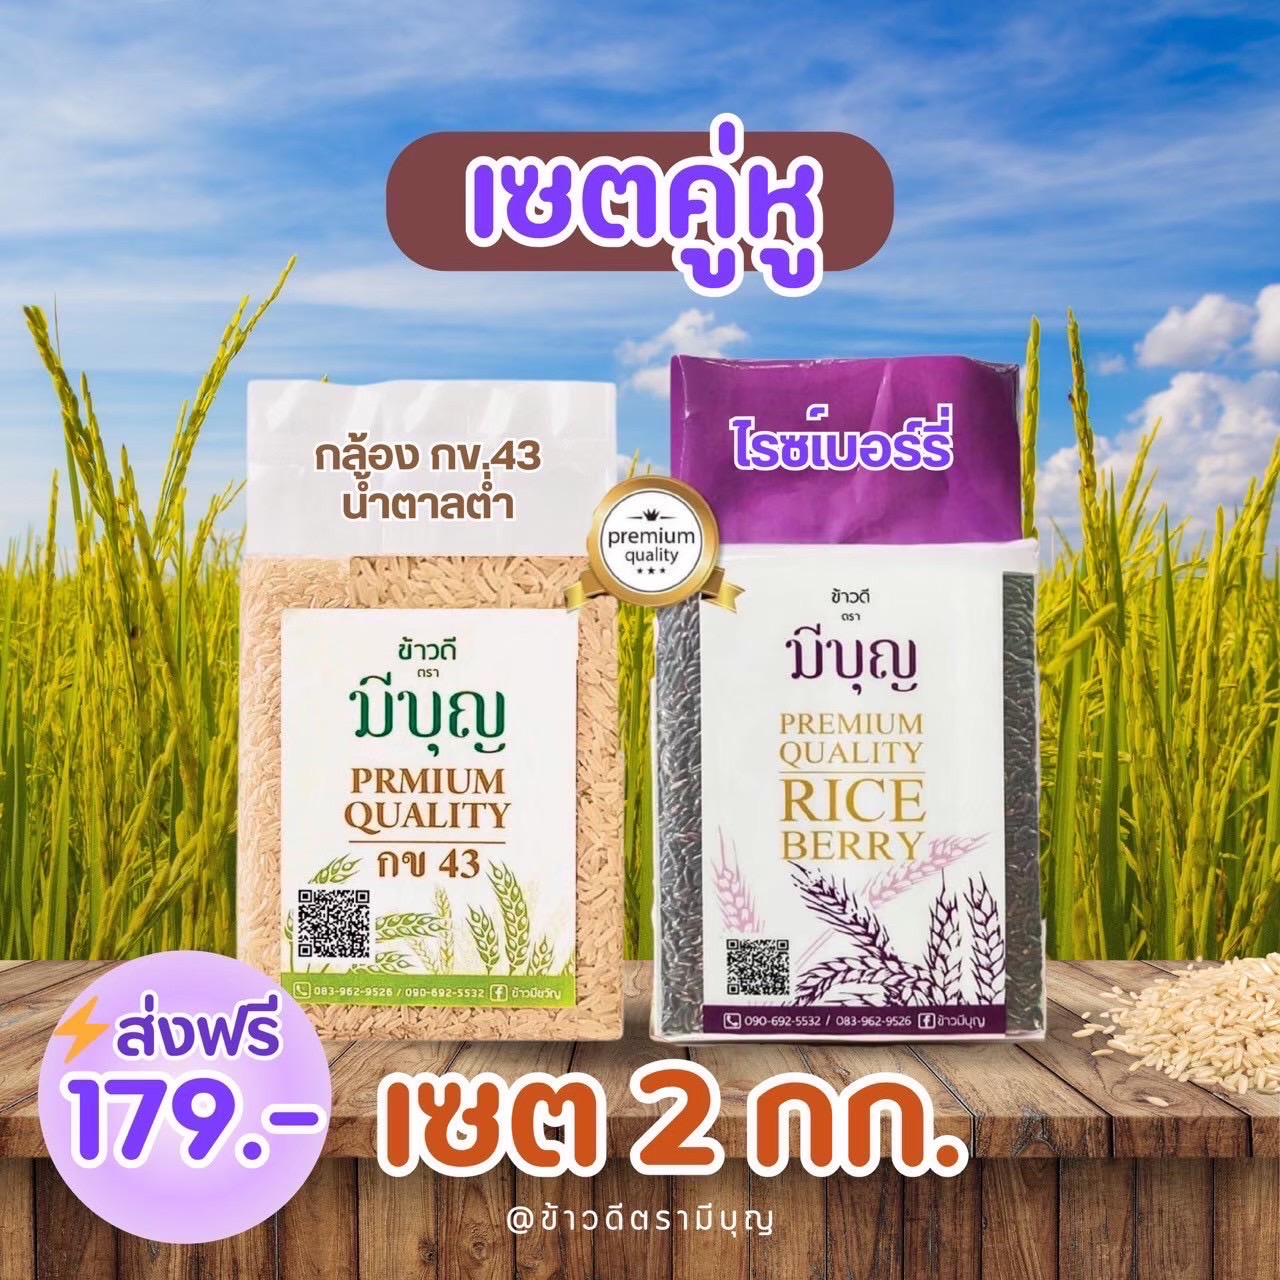 เซตคู่หู
กล้อง กข.43
น้ำตาลต่ำ
ไรซ์เบอร์รี่
premium
quality
ข้าวดี
ตรา
มีบุญ
PRMIUM
QUALITY
กข 43
083-962-9526 / 090-692-5532 ข้าวมีขวัญ
ข้าวดี
ตรา
มีบุญ
PREMIUM
QUALITY
RICE
BERRY
090-692-5532 / 083-962-9526 ข้าวมีบุญ
ส่งฟรี
179.-
เซต 2 กก.
@ข้าวดีตรามีบุญ